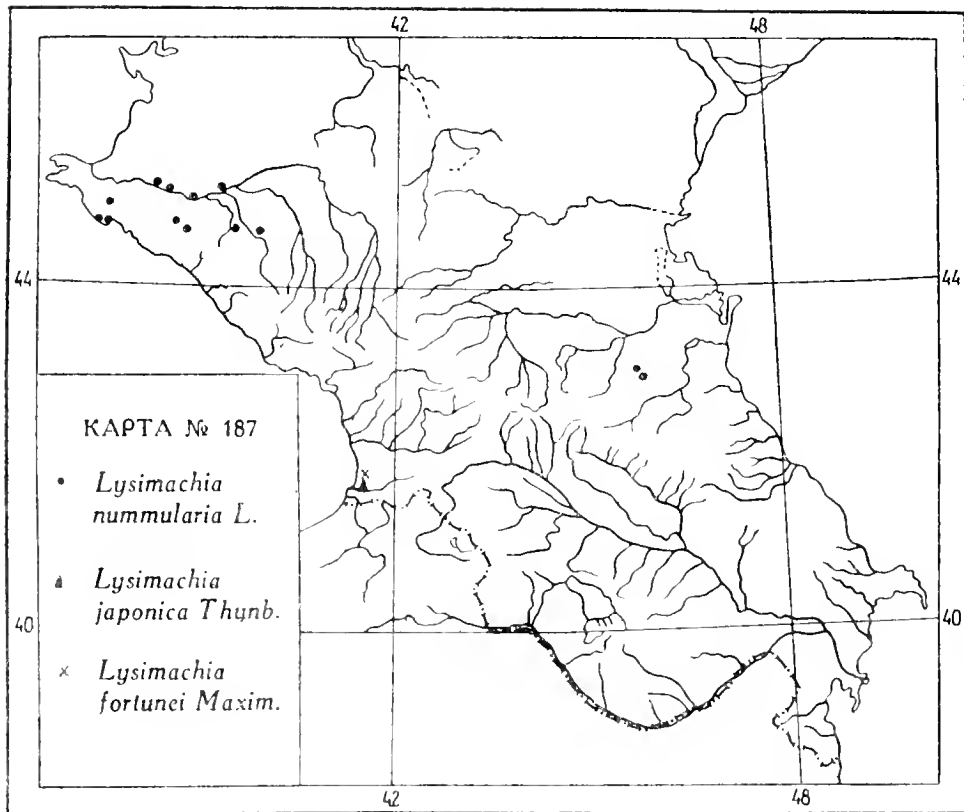 42 48
44 44
КАРТА № 187
Lysimachia
nummularia L.
Lysimachia
japonica Thunb.
Lysimachia
fortunei Maxim.
40 40
42 48